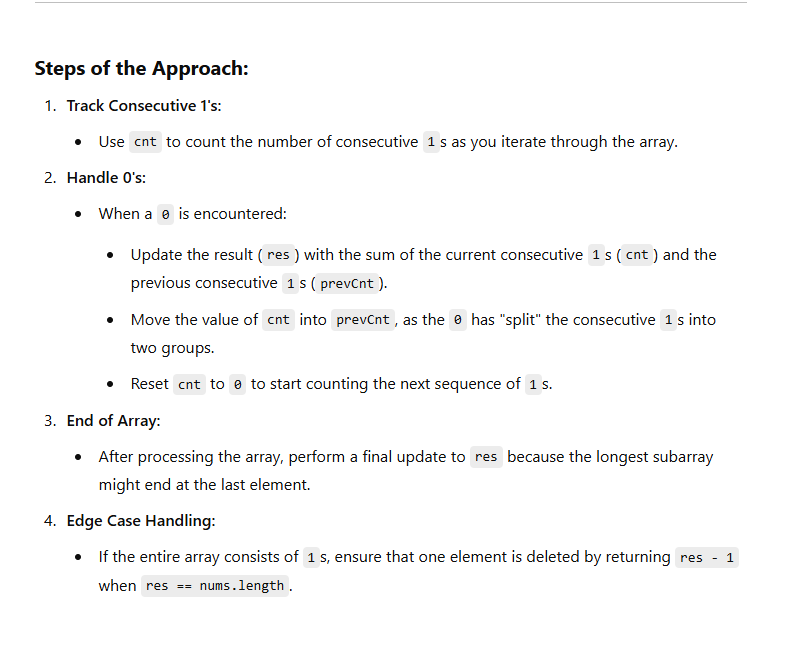 Steps of the Approach:
1. Track Consecutive 1's:
• Use cnt to count the number of consecutive 1 s as you iterate through the array.
2. Handle 0's:
• When a 0 is encountered:
• Update the result ( res ) with the sum of the current consecutive 1 s ( cnt ) and the
previous consecutive 1 s ( prevCnt ).
• Move the value of cnt into prevCnt , as the 0 has "split" the consecutive 1 s into
two groups.
• Reset cnt to 0 to start counting the next sequence of 1 s.
3. End of Array:
• After processing the array, perform a final update to res because the longest subarray
might end at the last element.
4. Edge Case Handling:
• If the entire array consists of 1 s, ensure that one element is deleted by returning res - 1
when res == nums.length .